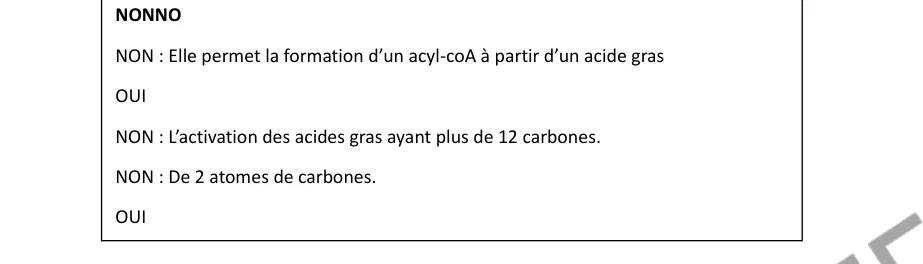 NONNO
NON : Elle permet la formation d’un acyl-coA à partir d’un acide gras
OUI
NON : L’activation des acides gras ayant plus de 12 carbones.
NON : De 2 atomes de carbones.
OUI